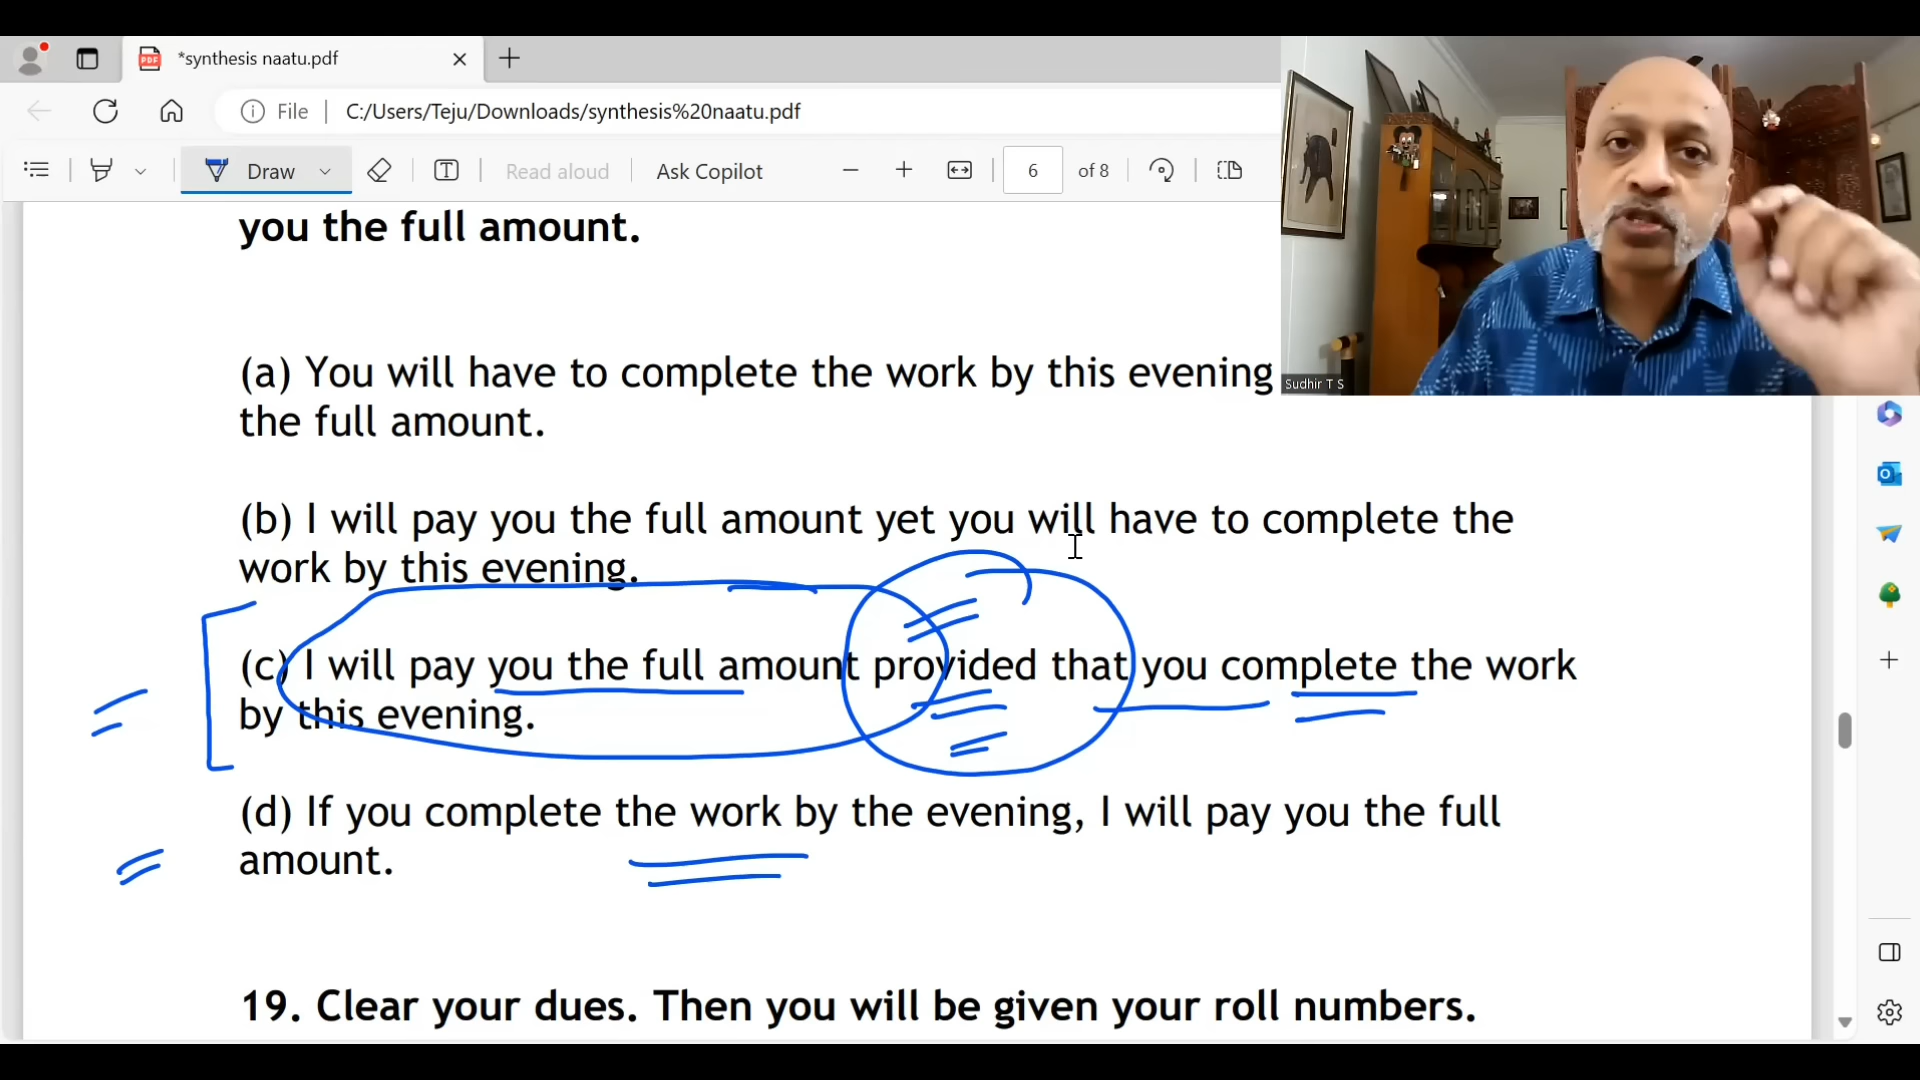 *synthesis naatu.pdf
File
C:/Users/Teju/Downloads/synthesis%20naatu.pdf
Draw
Read aloud
Ask Copilot
6
of 8
Sudhir T S
you the full amount.
(a) You will have to complete the work by this evening
the full amount.
(b) I will pay you the full amount yet you will have to complete the
work by this evening.
(c) I will pay you the full amount provided that you complete the work
by this evening.
(d) If you complete the work by the evening, I will pay you the full
amount.
19. Clear your dues. Then you will be given your roll numbers.